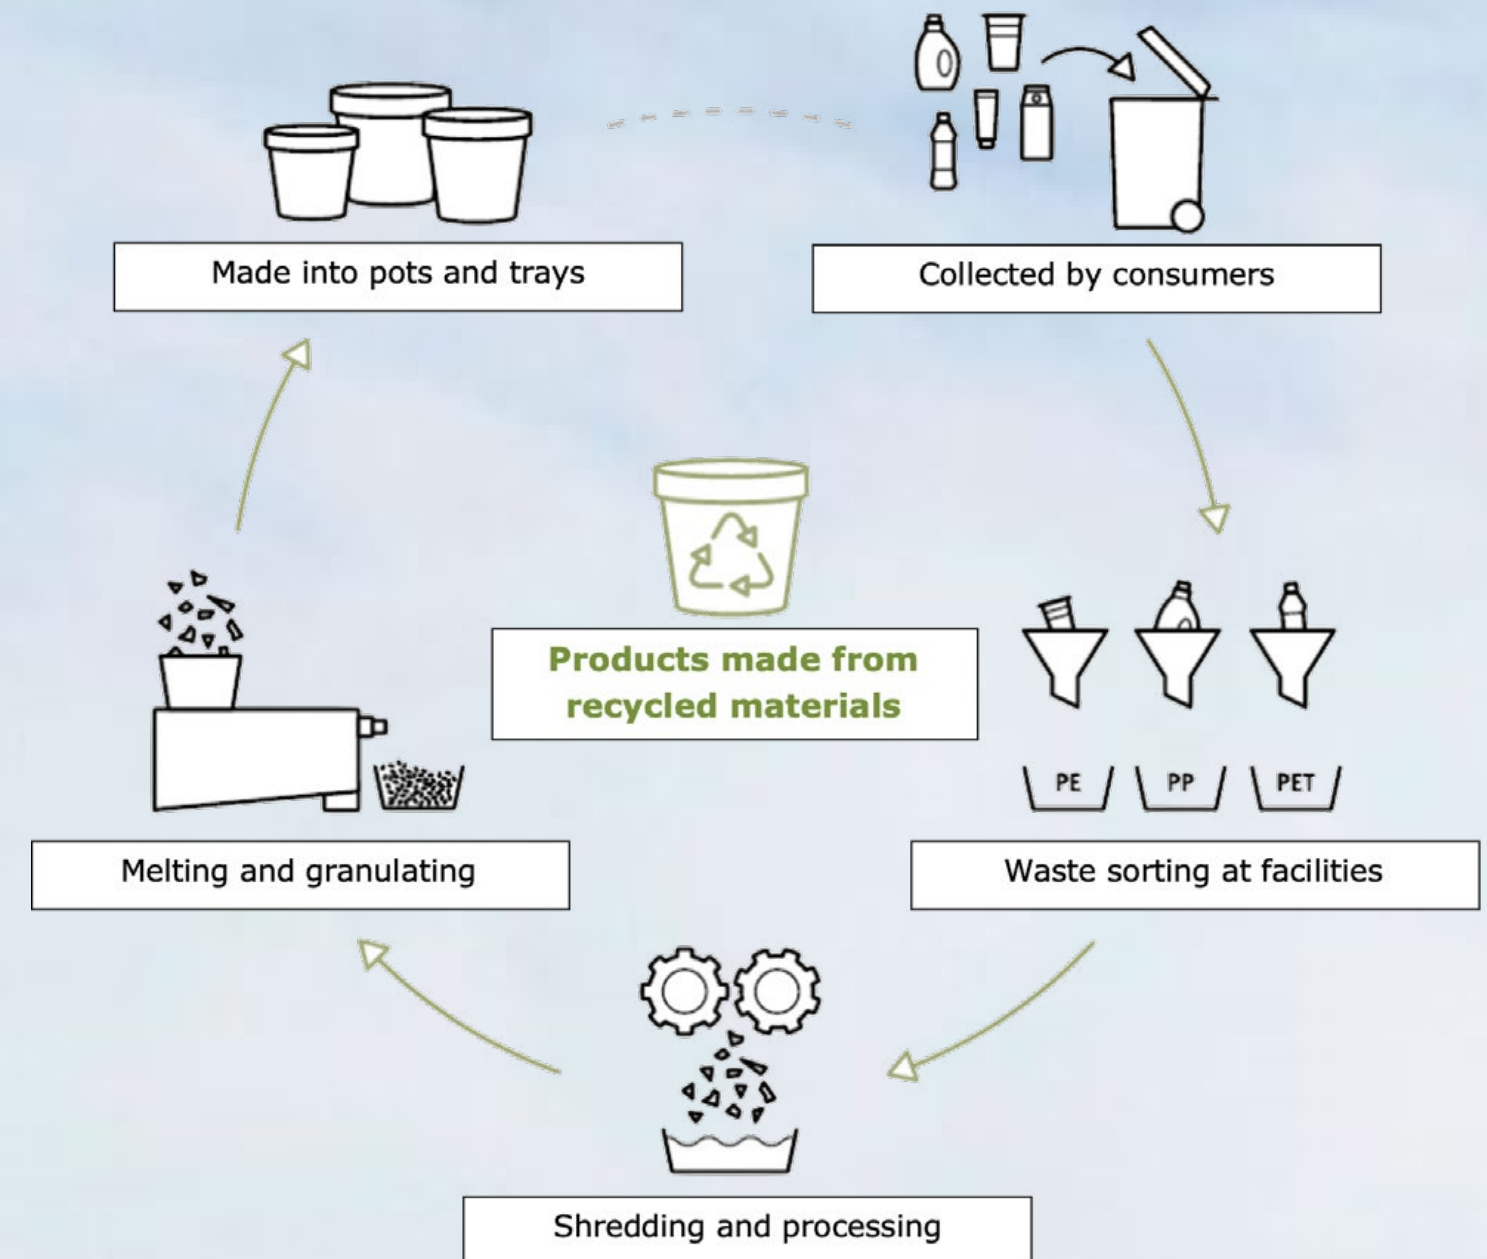 Made into pots and trays
Collected by consumers
Products made from
recycled materials
PE
PP
PET
Melting and granulating
Waste sorting at facilities
Shredding and processing